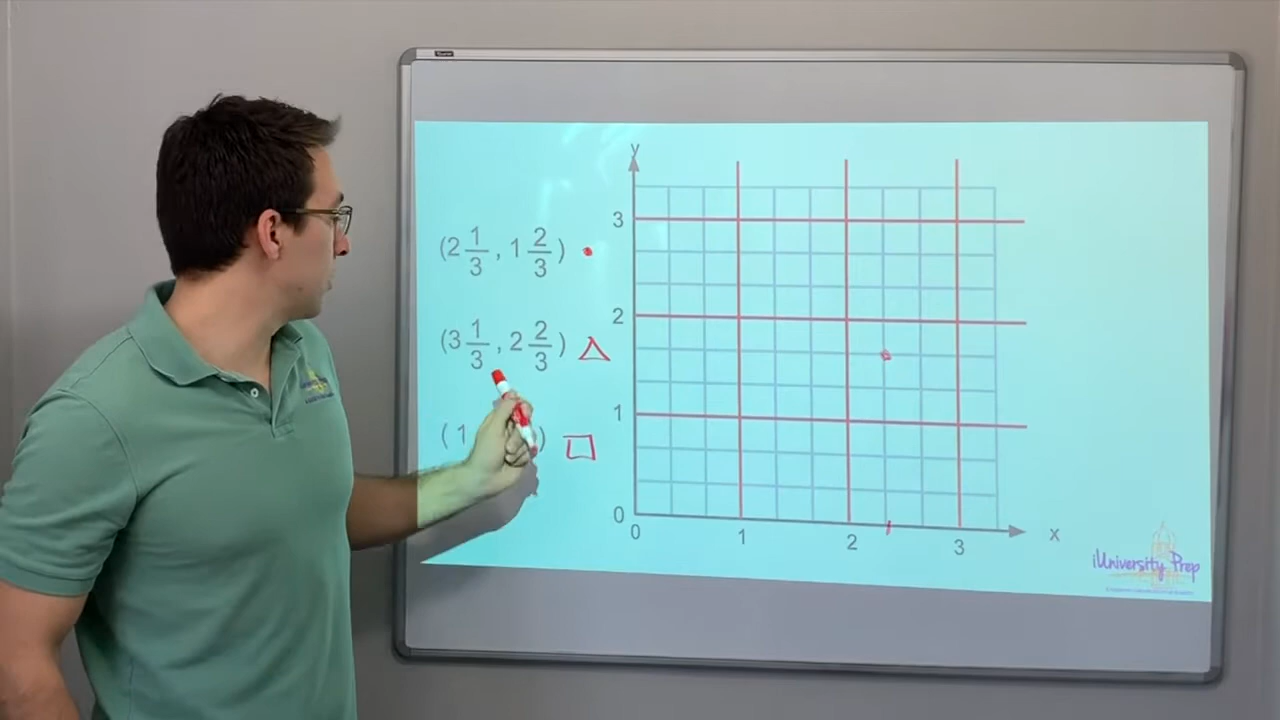 y
(2 1/3, 1 2/3)
(3 1/3, 2 2/3)
(1 )
3
2
1
0
0 1 2 3
x
iUniversity Prep